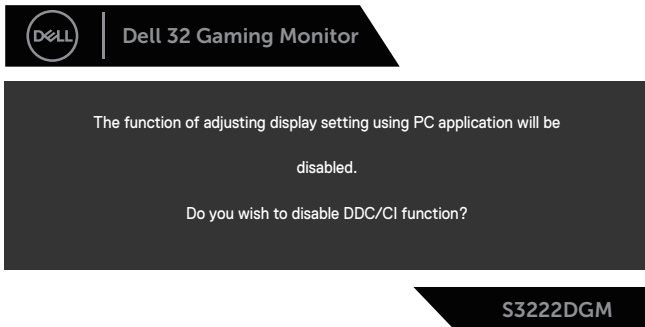 DELL
Dell 32 Gaming Monitor
The function of adjusting display setting using PC application will be
disabled.
Do you wish to disable DDC/CI function?
S3222DGM